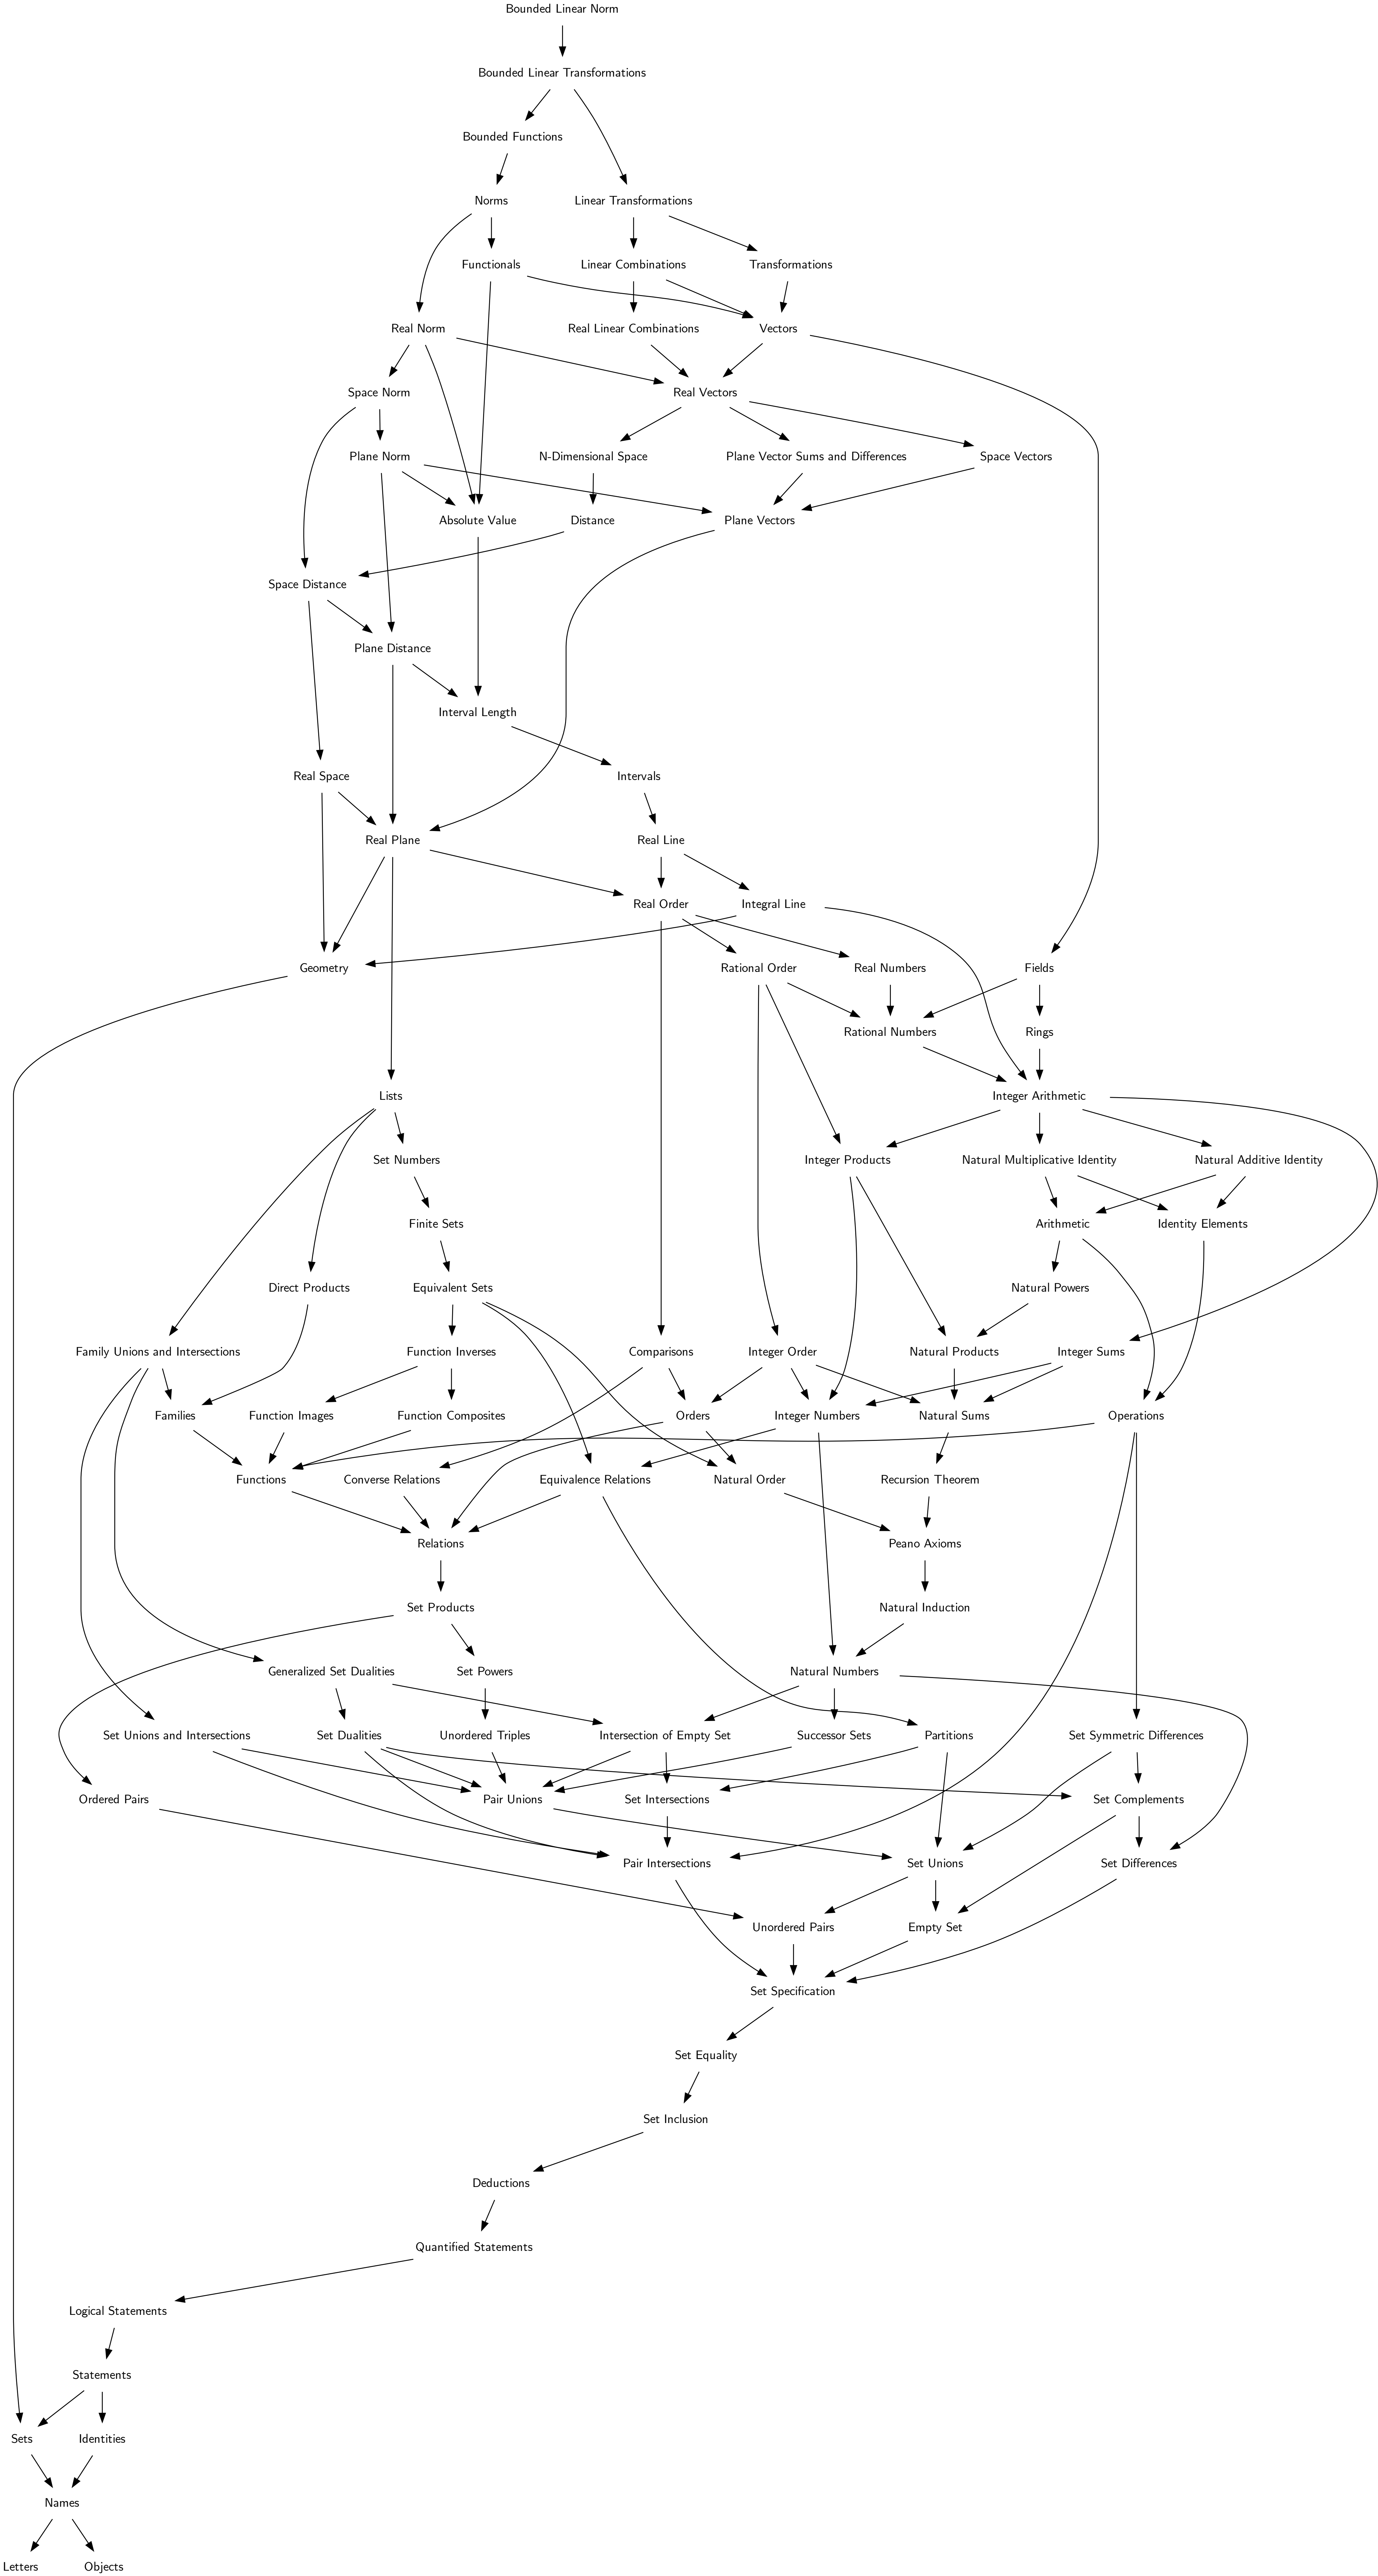 Bounded Linear Norm
Bounded Linear Transformations
Bounded Functions
Norms
Linear Transformations
Functionals
Linear Combinations
Transformations
Real Norm
Real Linear Combinations
Vectors
Space Norm
Real Vectors
Plane Norm
N-Dimensional Space
Plane Vector Sums and Differences
Space Vectors
Absolute Value
Distance
Plane Vectors
Space Distance
Plane Distance
Interval Length
Real Space
Intervals
Real Plane
Real Line
Real Order
Integral Line
Geometry
Rational Order
Real Numbers
Fields
Rational Numbers
Rings
Lists
Integer Arithmetic
Set Numbers
Integer Products
Natural Multiplicative Identity
Natural Additive Identity
Finite Sets
Arithmetic
Identity Elements
Direct Products
Equivalent Sets
Natural Powers
Family Unions and Intersections
Function Inverses
Comparisons
Integer Order
Natural Products
Integer Sums
Families
Function Images
Function Composites
Orders
Integer Numbers
Natural Sums
Operations
Functions
Converse Relations
Equivalence Relations
Natural Order
Recursion Theorem
Relations
Peano Axioms
Set Products
Natural Induction
Generalized Set Dualities
Set Powers
Natural Numbers
Set Unions and Intersections
Set Dualities
Unordered Triples
Intersection of Empty Set
Successor Sets
Partitions
Set Symmetric Differences
Ordered Pairs
Pair Unions
Set Intersections
Set Complements
Pair Intersections
Set Unions
Set Differences
Unordered Pairs
Empty Set
Set Specification
Set Equality
Set Inclusion
Deductions
Quantified Statements
Logical Statements
Statements
Sets
Identities
Names
Letters
Objects